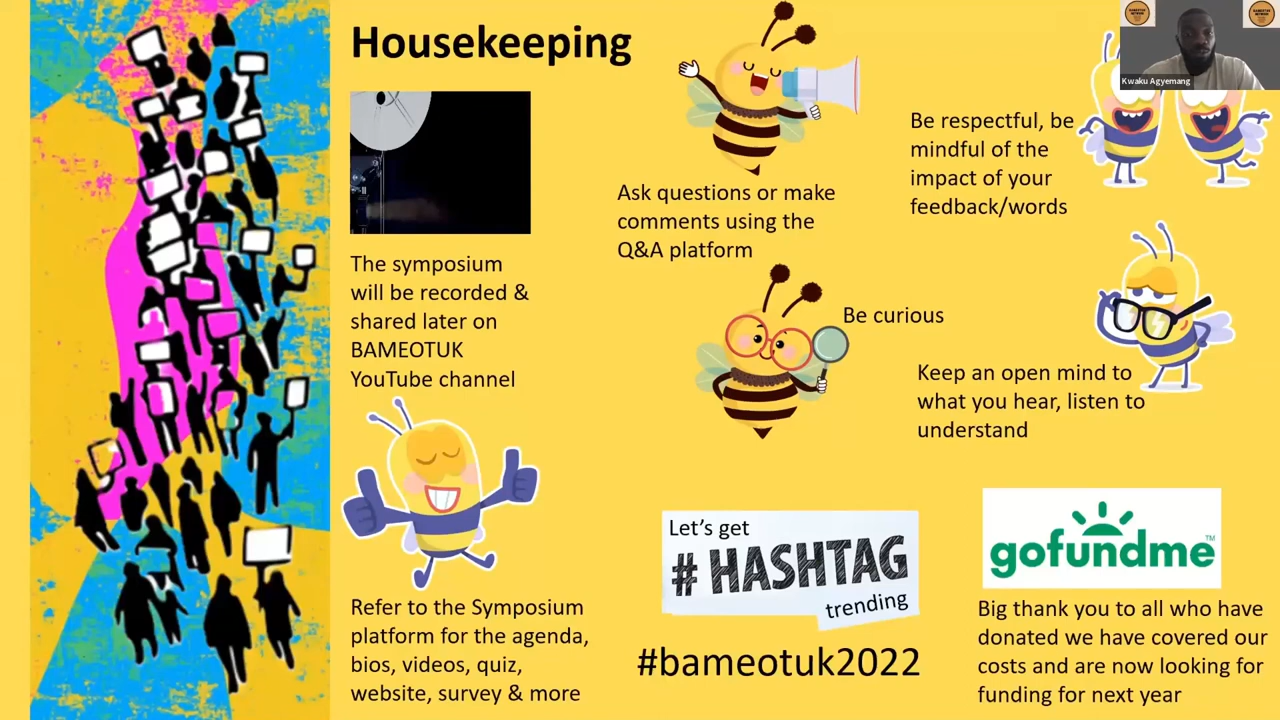 Housekeeping
The symposium
will be recorded &
shared later on
BAMEOTUK
YouTube channel
Refer to the Symposium
platform for the agenda,
bios, videos, quiz,
website, survey & more
Ask questions or make
comments using the
Q&A platform
Be curious
Let's get
# HASHTAG
trending
#bameotuk2022
Kwaku Agyemang
Be respectful, be
mindful of the
impact of your
feedback/words
Keep an open mind to
what you hear, listen to
understand
gofundme™
Big thank you to all who have
donated we have covered our
costs and are now looking for
funding for next year